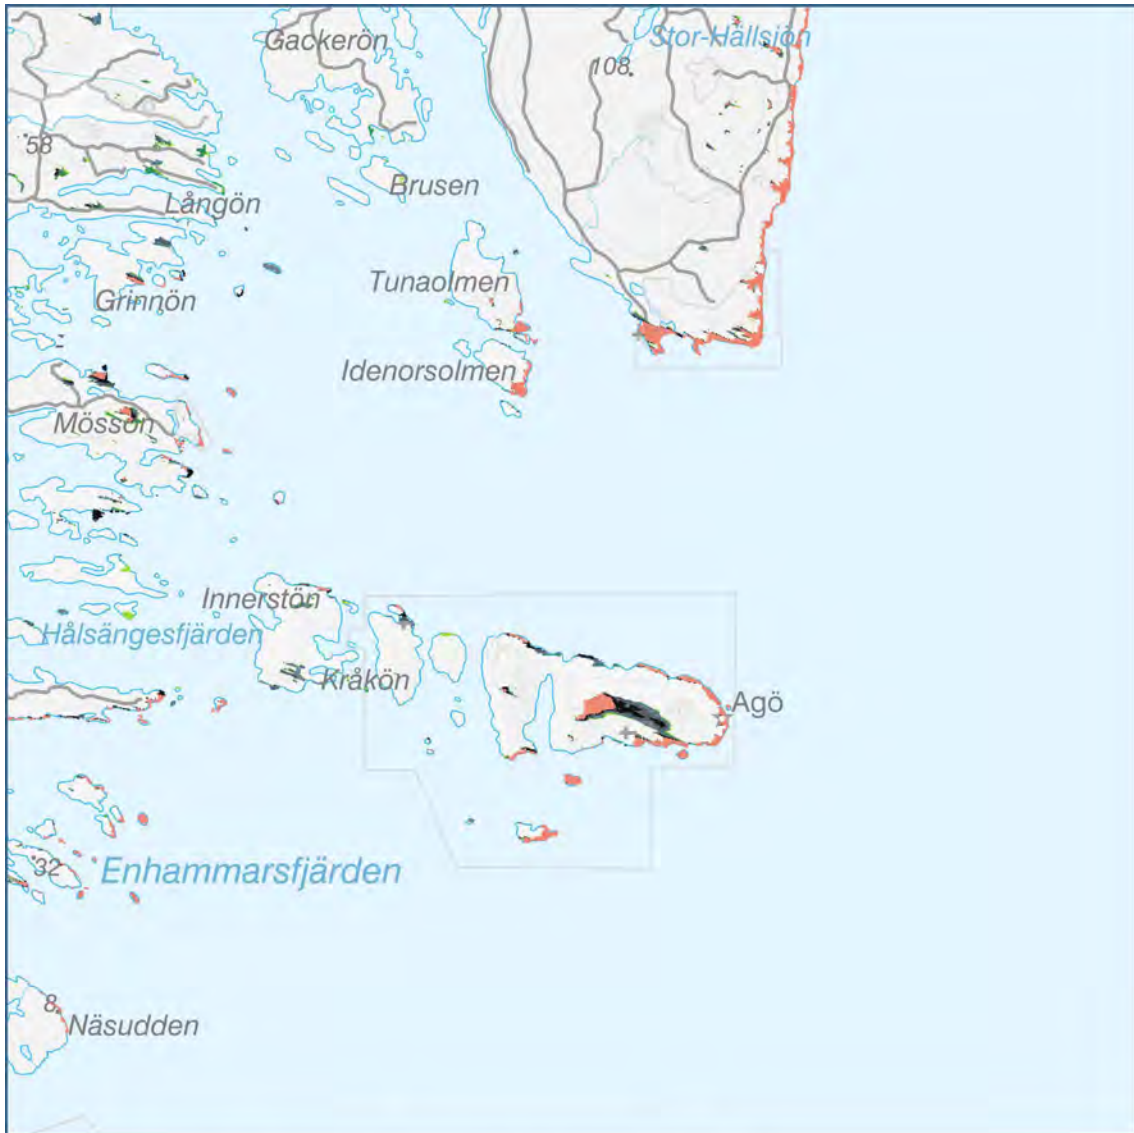 Gackerön
Stor-Hällsjön
108
58
Brusen
Långön
Tunaolmen
Grinnön
Idenorsolmen
Mössön
Innerstön
Hålsängesfjärden
Kråkön
Agö
32
Enhammarsfjärden
8
Näsudden